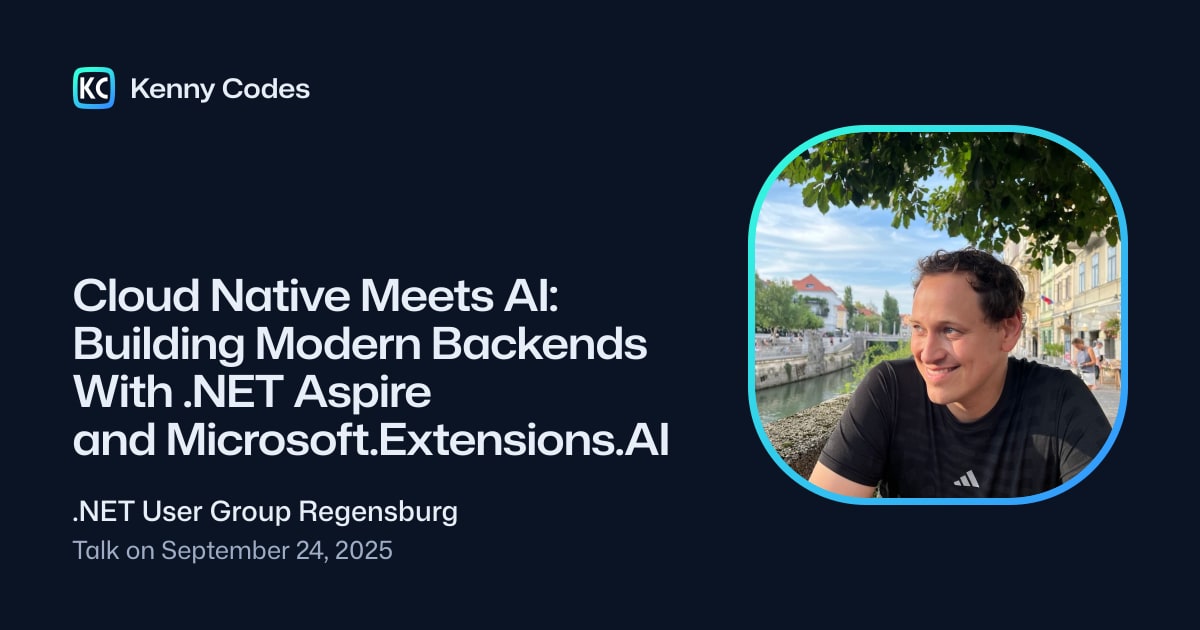 KC
Kenny Codes
Cloud Native Meets AI:
Building Modern Backends
With .NET Aspire
and Microsoft.Extensions.AI
.NET User Group Regensburg
Talk on September 24, 2025